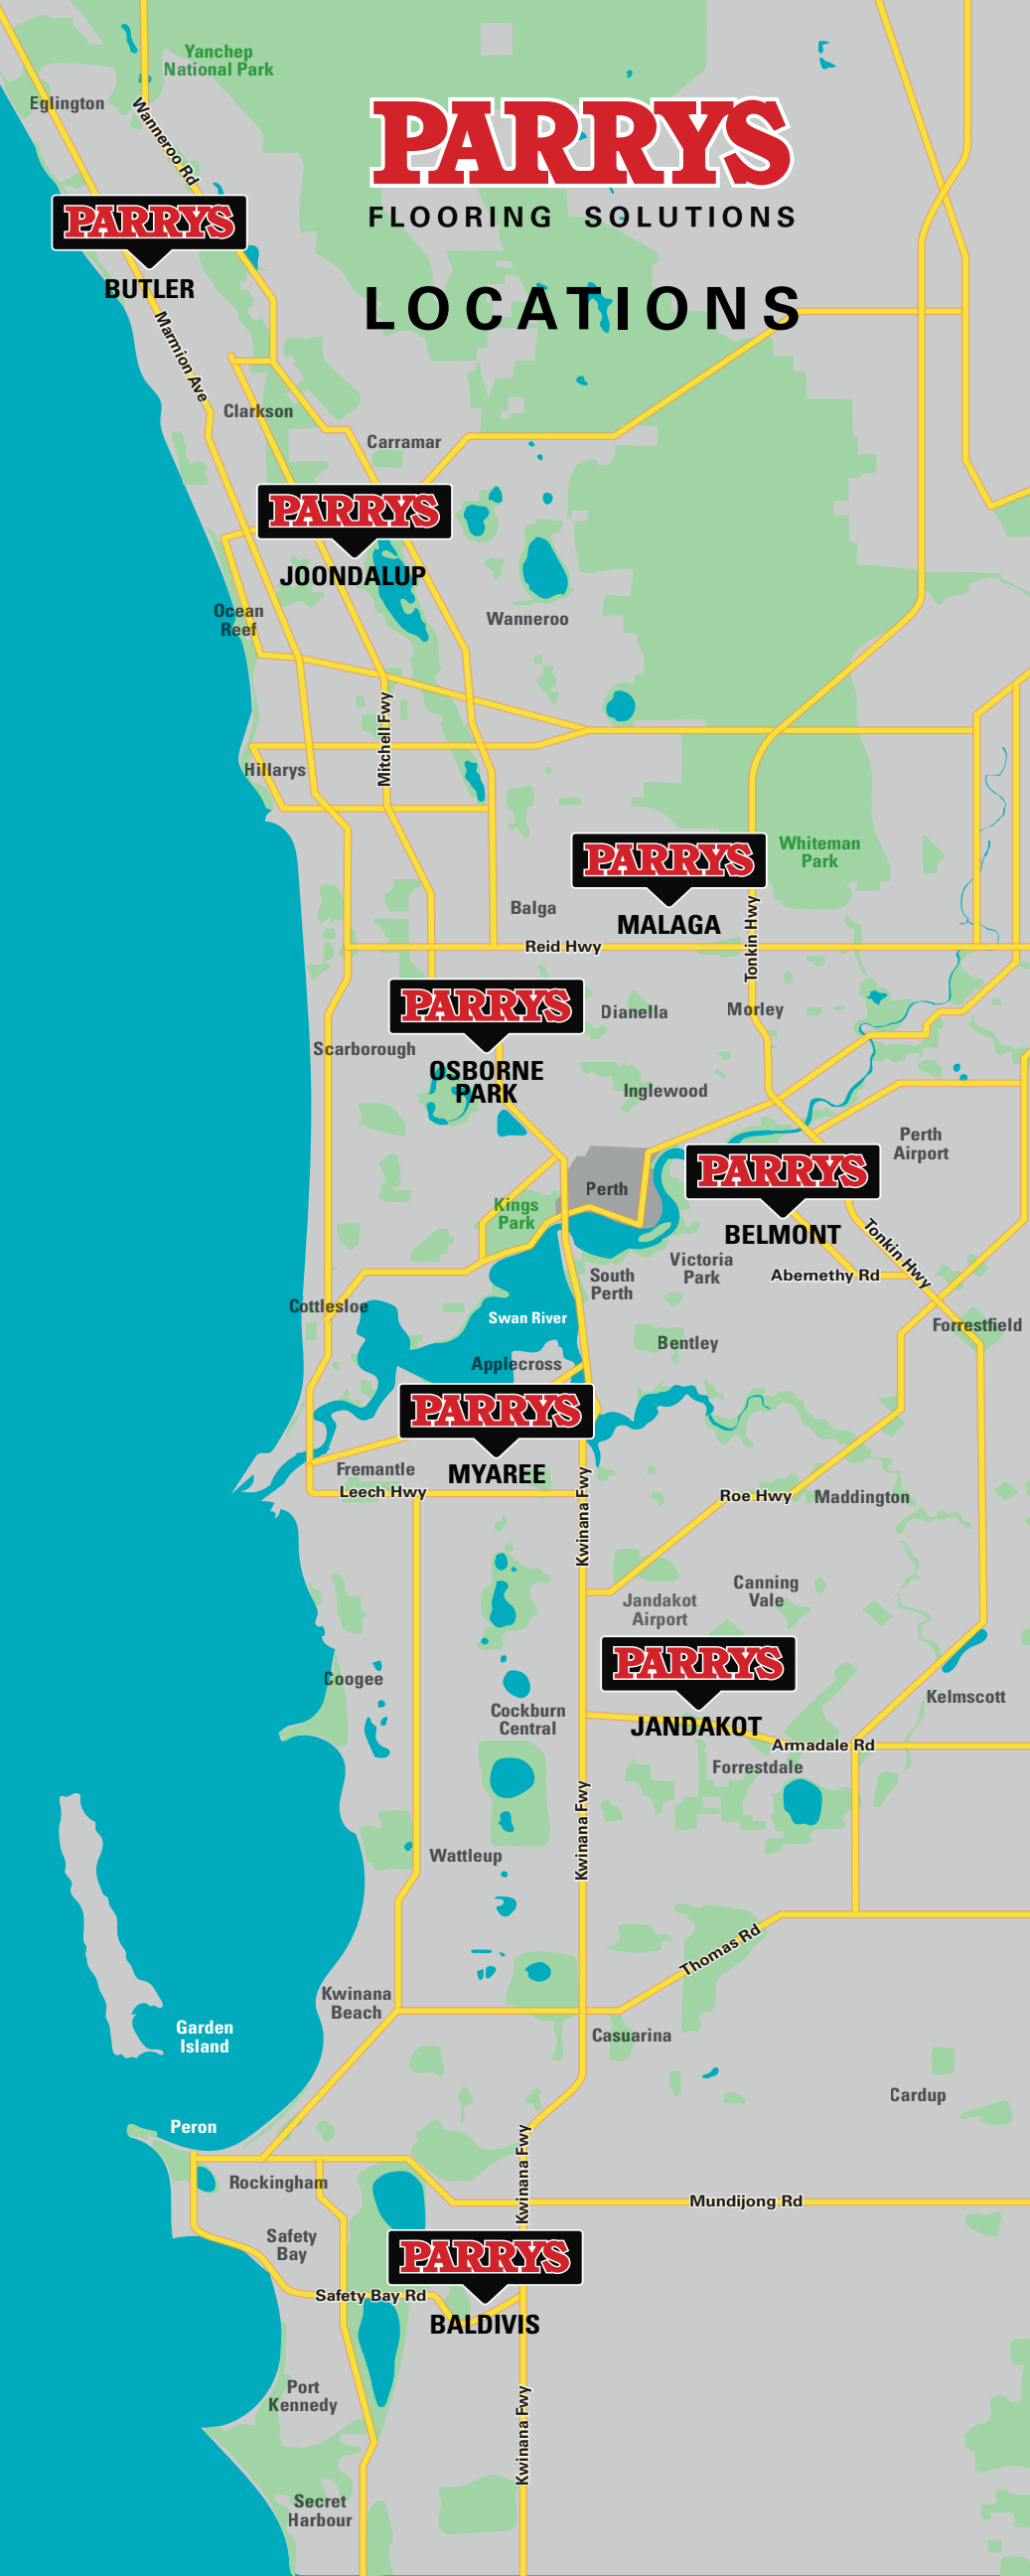 Yanchep
National Park
Eglington
Wanneroo Rd
PARRYS
FLOORING SOLUTIONS
LOCATIONS
PARRYS
BUTLER
Marmion Ave
Clarkson
Carramar
PARRYS
JOONDALUP
Ocean
Reef
Wanneroo
Mitchell Fwy
Hillarys
PARRYS
MALAGA
Whiteman
Park
Balga
Reid Hwy
Tonkin Hwy
PARRYS
OSBORNE
PARK
Dianella
Morley
Scarborough
Inglewood
Perth
Airport
PARRYS
BELMONT
Perth
Kings
Park
Tonkin Hwy
Victoria
Park
Abernethy Rd
South
Perth
Cottlesloe
Swan River
Forrestfield
Bentley
Applecross
PARRYS
MYAREE
Fremantle
Leech Hwy
Kwinana Fwy
Roe Hwy
Maddington
Canning
Vale
Jandakot
Airport
PARRYS
JANDAKOT
Coogee
Kelmscott
Cockburn
Central
Armadale Rd
Forrestdale
Kwinana Fwy
Wattleup
Thomas Rd
Kwinana
Beach
Garden
Island
Casuarina
Cardup
Peron
Kwinana Fwy
Rockingham
Mundijong Rd
Safety
Bay
PARRYS
BALDIVIS
Safety Bay Rd
Port
Kennedy
Kwinana Fwy
Secret
Harbour